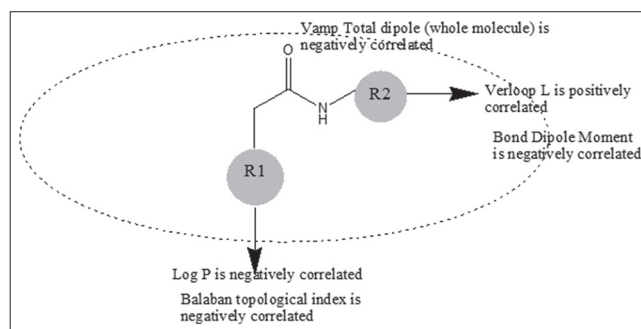 Vamp Total dipole (whole molecule) is
negatively correlated
O
N
H
R2
Verloop L is positively
correlated
Bond Dipole Moment
is negatively correlated
R1
Log P is negatively correlated
Balaban topological index is
negatively correlated